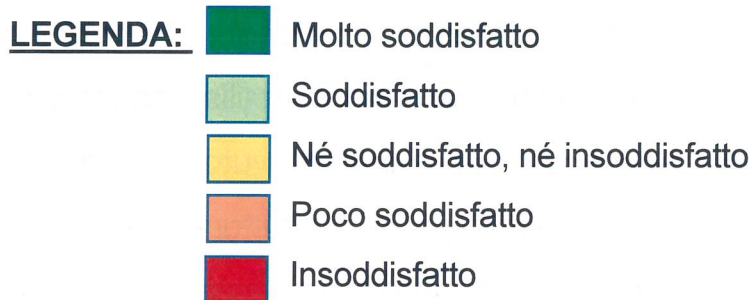 LEGENDA: Molto soddisfatto
Soddisfatto
Né soddisfatto, né insoddisfatto
Poco soddisfatto
Insoddisfatto